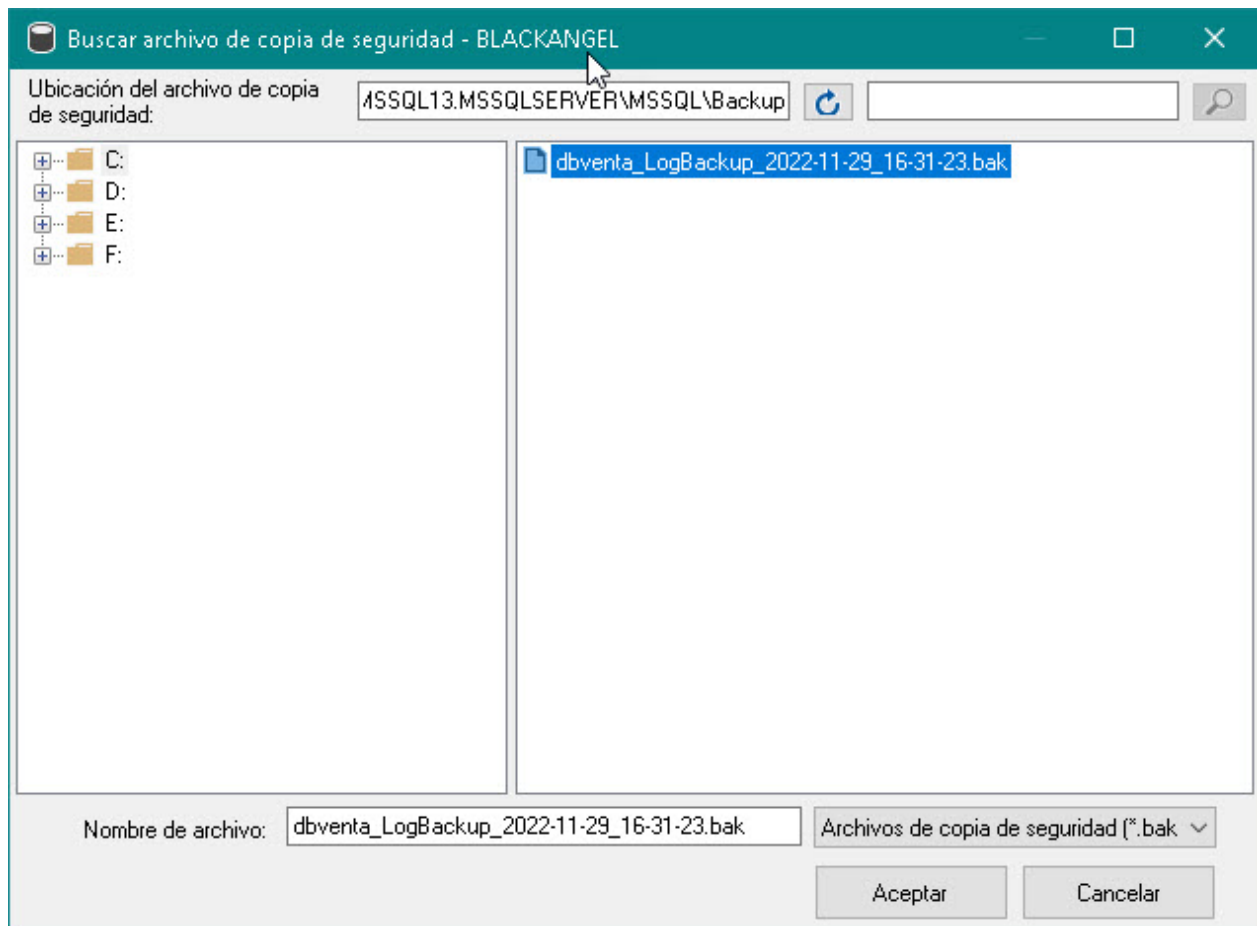 Buscar archivo de copia de seguridad - BLACKANGEL
Ubicación del archivo de copia
de seguridad:
MSSQL13.MSSQLSERVER\MSSQL\Backup
C:
D:
E:
F:
dbventa_LogBackup_2022-11-29_16-31-23.bak
Nombre de archivo:
dbventa_LogBackup_2022-11-29_16-31-23.bak
Archivos de copia de seguridad (*.bak
Aceptar
Cancelar